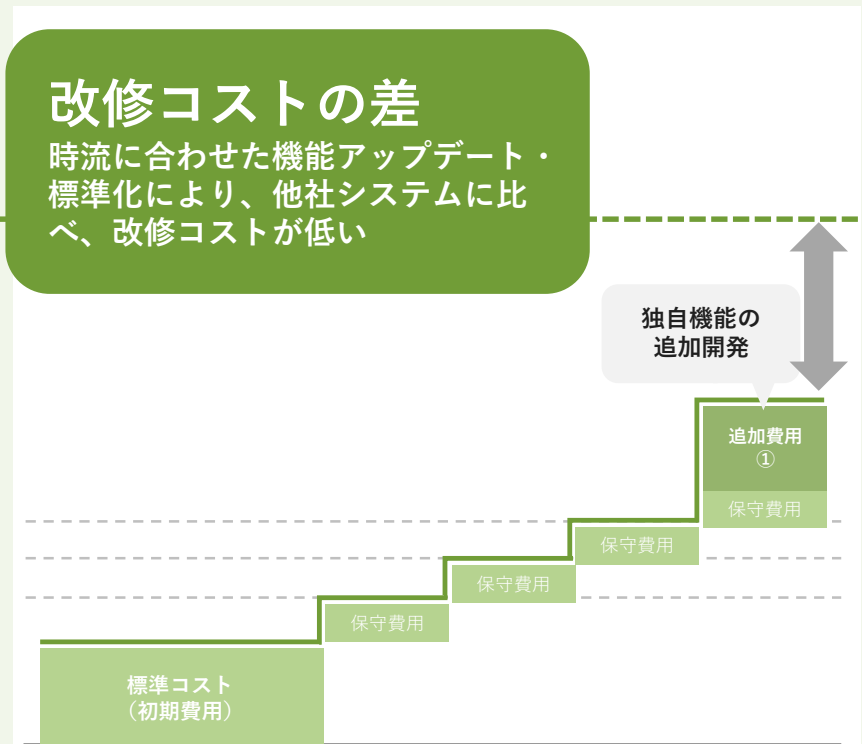 改修コストの差
時流に合わせた機能アップデート・
標準化により、他社システムに比
べ、改修コストが低い
独自機能の
追加開発
追加費用
①
保守費用
保守費用
保守費用
保守費用
標準コスト
（初期費用）